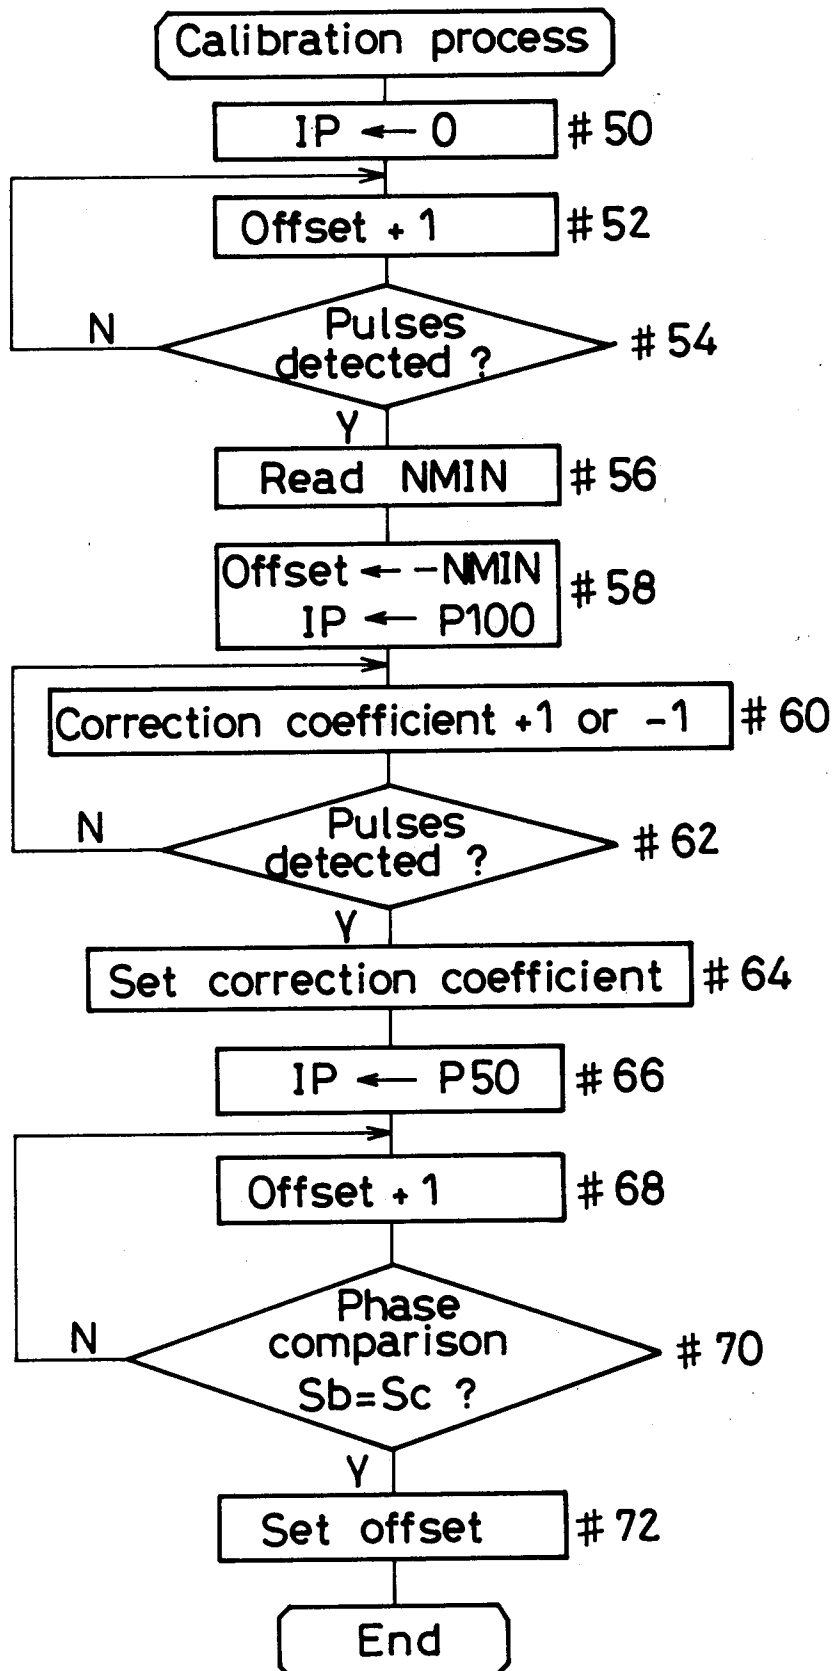 Calibration process
IP ← 0 #50
Offset + 1 #52
Pulses
detected ? #54
N
Y
Read NMIN #56
Offset ← -NMIN
IP ← P100 #58
Correction coefficient +1 or -1 #60
Pulses
detected ? #62
N
Y
Set correction coefficient #64
IP ← P50 #66
Offset + 1 #68
Phase
comparison
Sb=Sc ? #70
N
Y
Set offset #72
End